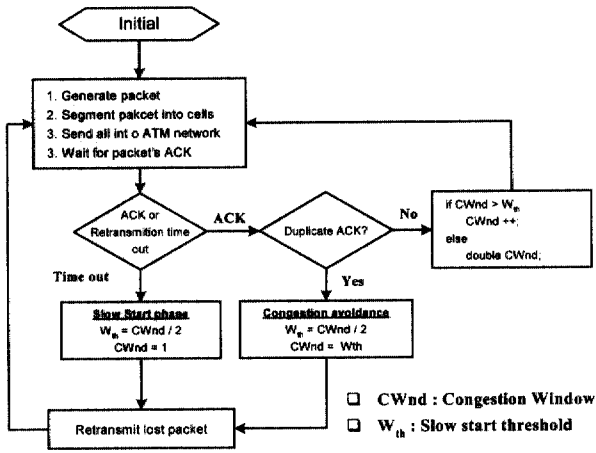 Initial
1. Generate packet
2. Segment pakcet into cells
3. Send all int o ATM network
3. Wait for packet's ACK
ACK or
Retransmition time
out
ACK
Duplicate ACK?
No
if CWnd > Wth
CWnd ++;
else
double CWnd;
Time out
Yes
Slow Start phase
Wth = CWnd / 2
CWnd = 1
Congestion avoidance
Wth = CWnd / 2
CWnd = Wth
Retransmit lost packet
❑ CWnd : Congestion Window
❑ Wth : Slow start threshold